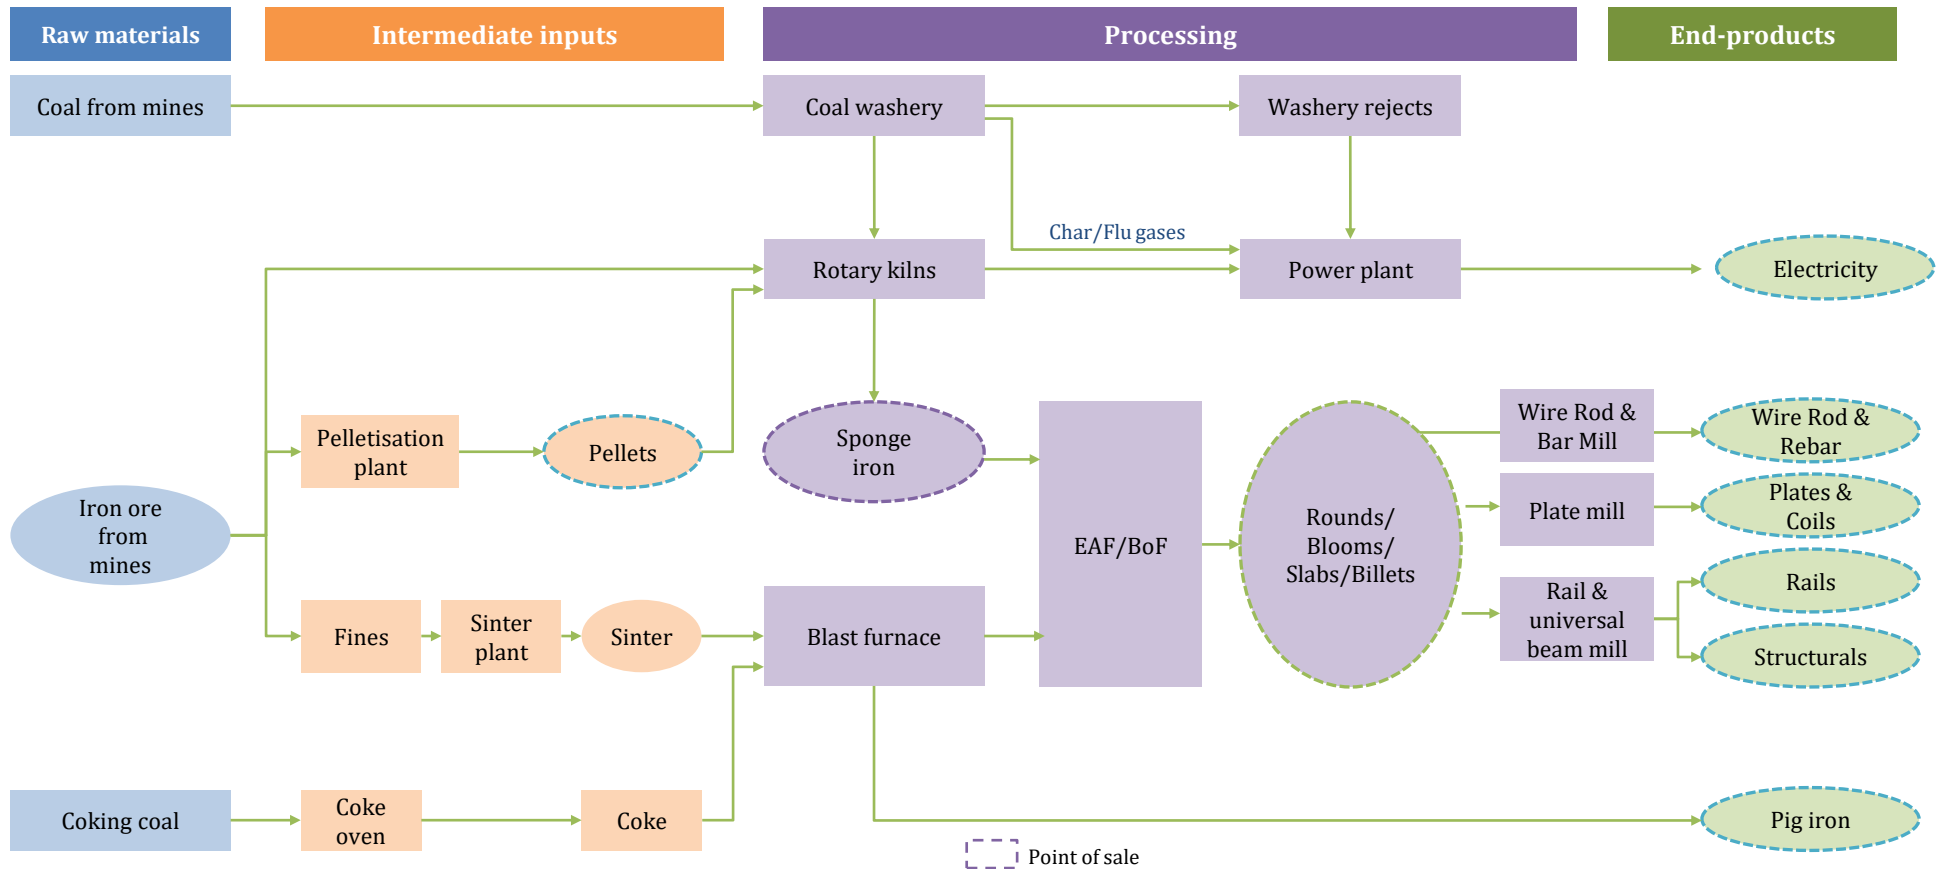 Raw materials
Intermediate inputs
Processing
End-products
Coal from mines
Coal washery
Washery rejects
Char/Flu gases
Rotary kilns
Power plant
Electricity
Pelletisation
plant
Pellets
Sponge
iron
Wire Rod &
Bar Mill
Wire Rod &
Rebar
Iron ore
from
mines
EAF/BoF
Rounds/
Blooms/
Slabs/Billets
Plate mill
Plates &
Coils
Fines
Sinter
plant
Sinter
Blast furnace
Rail &
universal
beam mill
Rails
Structurals
Coking coal
Coke
oven
Coke
Pig iron
Point of sale